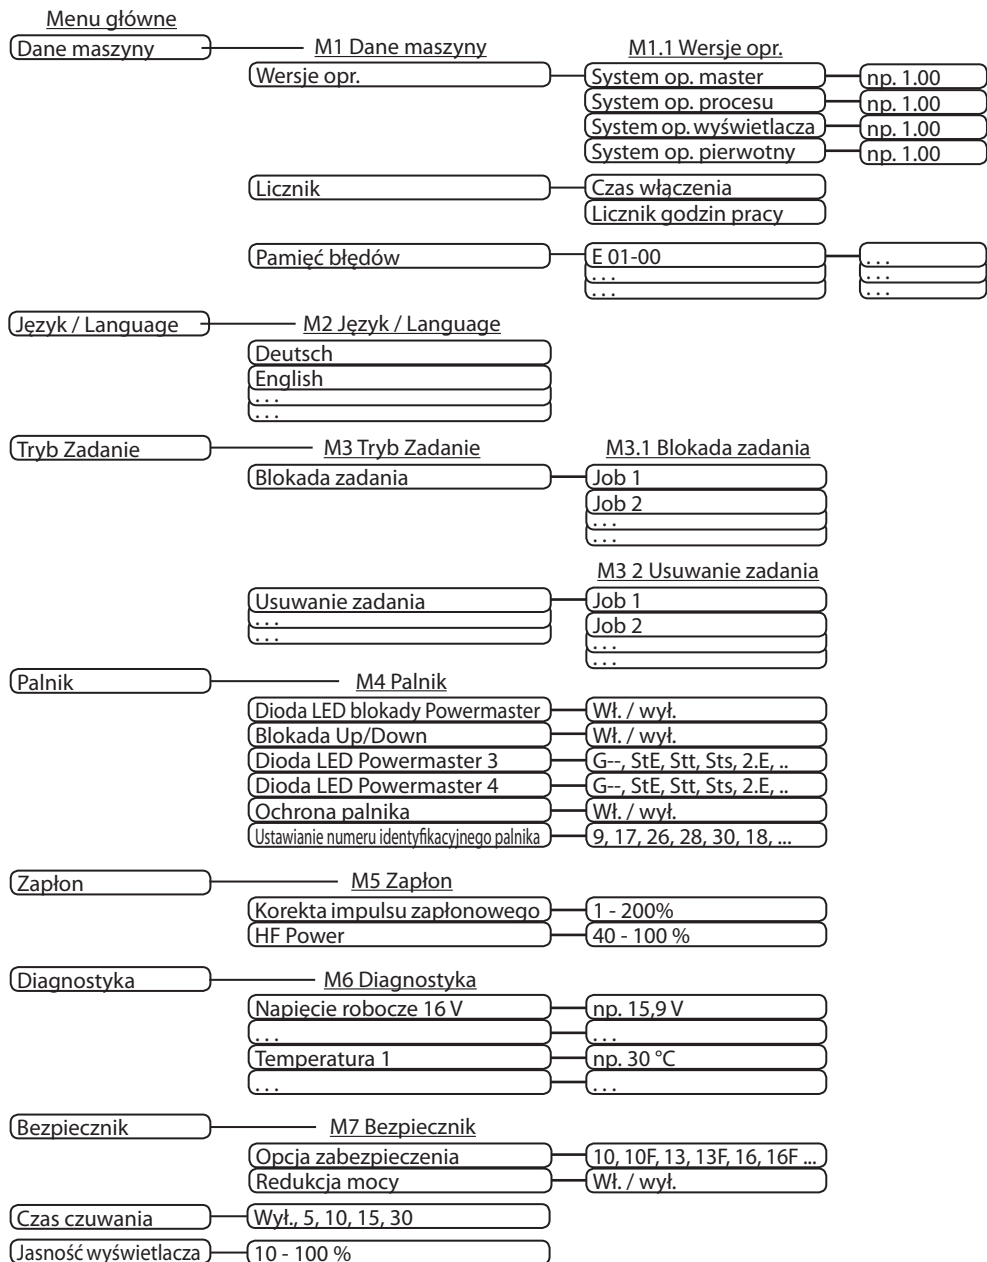 Menu główne
Dane maszyny M1 Dane maszyny M1.1 Wersje opr.
Wersje opr. System op. master np. 1.00
System op. procesu np. 1.00
System op. wyświetlacza np. 1.00
System op. pierwotny np. 1.00
Licznik Czas włączenia
Licznik godzin pracy
Pamięć błędów E 01-00 . . .
. . . . . .
. . . . . .
Język / Language M2 Język / Language
Deutsch
English
. . .
. . .
Tryb Zadanie M3 Tryb Zadanie M3.1 Blokada zadania
Blokada zadania Job 1
Job 2
. . .
. . .
M3 2 Usuwanie zadania
Usuwanie zadania Job 1
. . . Job 2
. . . . . .
. . .
Palnik M4 Palnik
Dioda LED blokady Powermaster Wł. / wył.
Blokada Up/Down Wł. / wył.
Dioda LED Powermaster 3 G--, StE, Stt, Sts, 2.E, ..
Dioda LED Powermaster 4 G--, StE, Stt, Sts, 2.E, ..
Ochrona palnika Wł. / wył.
Ustawianie numeru identyfikacyjnego palnika 9, 17, 26, 28, 30, 18, ...
Zapłon M5 Zapłon
Korekta impulsu zapłonowego 1 - 200%
HF Power 40 - 100 %
Diagnostyka M6 Diagnostyka
Napięcie robocze 16 V np. 15,9 V
. . . . . .
Temperatura 1 np. 30 °C
. . . . . .
Bezpiecznik M7 Bezpiecznik
Opcja zabezpieczenia 10, 10F, 13, 13F, 16, 16F ...
Redukcja mocy Wł. / wył.
Czas czuwania Wył., 5, 10, 15, 30
Jasność wyświetlacza 10 - 100 %